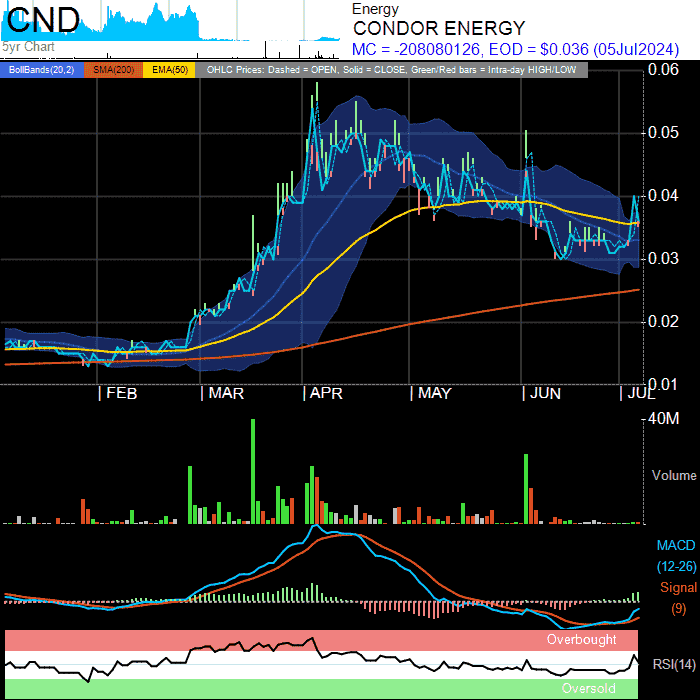 CND
5yr Chart
Energy
CONDOR ENERGY
MC = -208080126, EOD = $0.036 (05Jul2024)
BollBands(20,2) SMA(200) EMA(50) OHLC Prices: Dashed = OPEN, Solid = CLOSE, Green/Red bars = Intra-day HIGH/LOW
0.06
0.05
0.04
0.03
0.02
0.01
| FEB | MAR | APR | MAY | JUN | JUL
40M
Volume
MACD
(12-26)
Signal
(9)
Overbought
RSI(14)
Oversold